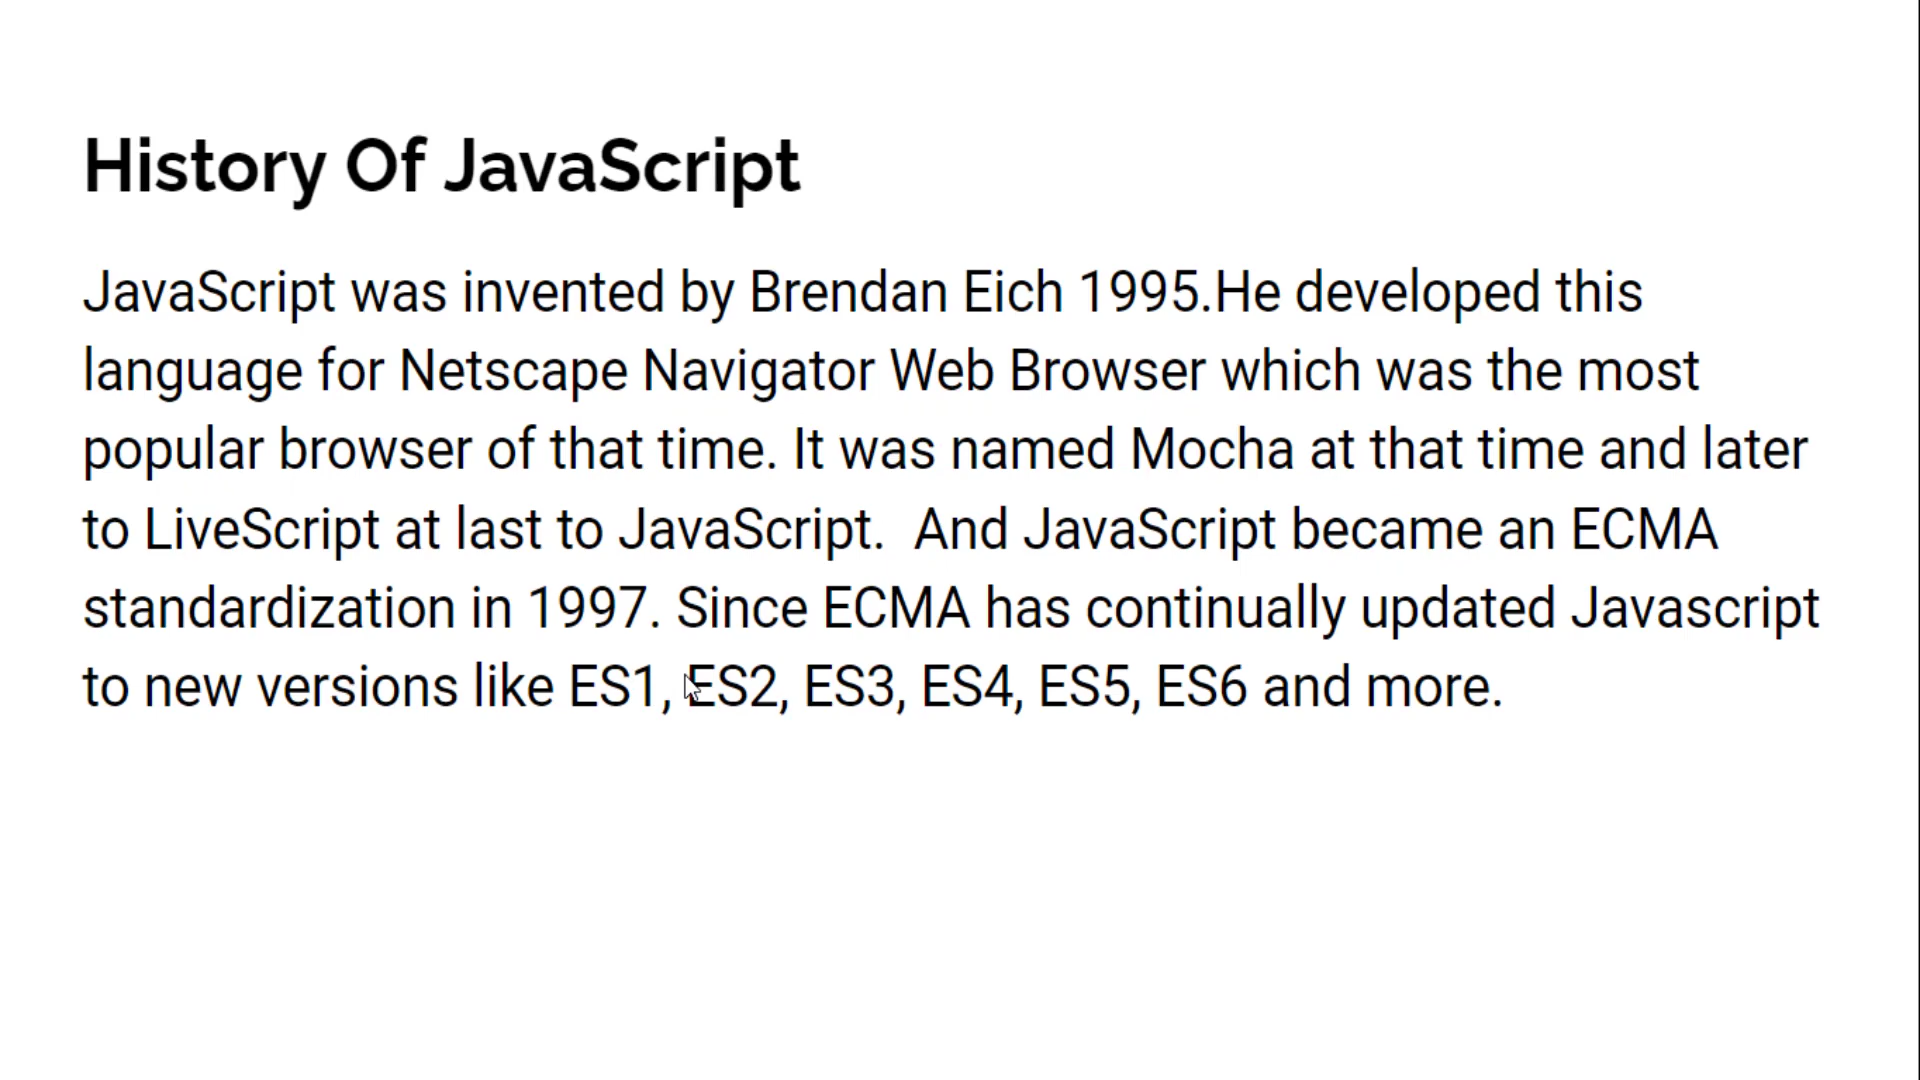 History Of JavaScript
JavaScript was invented by Brendan Eich 1995.He developed this
language for Netscape Navigator Web Browser which was the most
popular browser of that time. It was named Mocha at that time and later
to LiveScript at last to JavaScript.  And JavaScript became an ECMA
standardization in 1997. Since ECMA has continually updated Javascript
to new versions like ES1, ES2, ES3, ES4, ES5, ES6 and more.